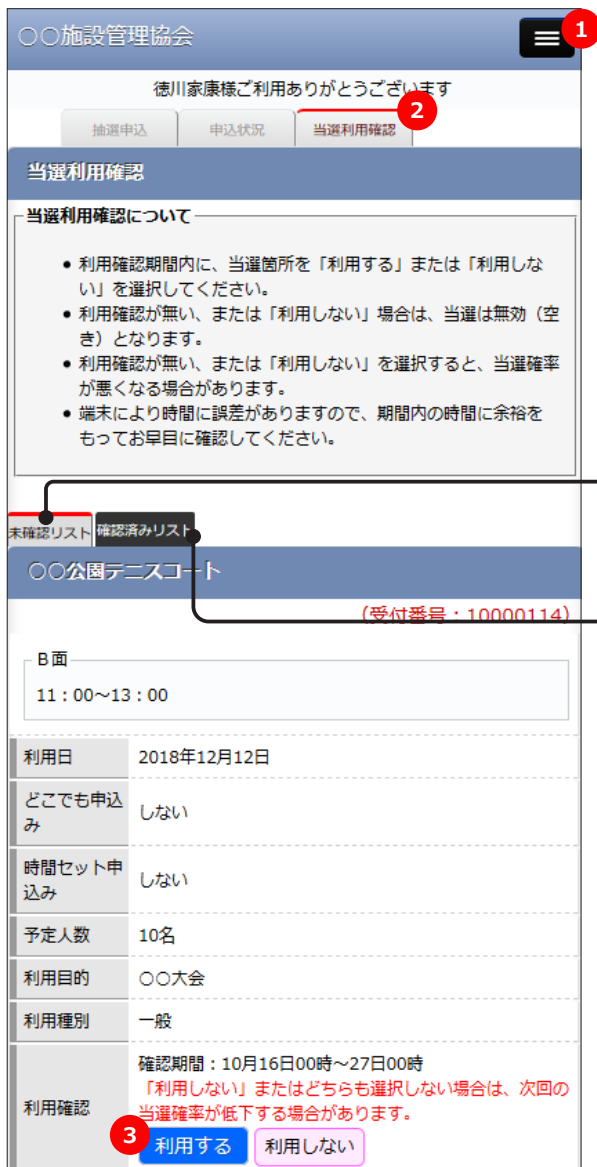 〇〇施設管理協会
1
徳川家康様ご利用ありがとうございます
2
抽選申込 申込状況 当選利用確認
当選利用確認
当選利用確認について
● 利用確認期間内に、当選箇所を「利用する」または「利用しな
い」を選択してください。
● 利用確認が無い、または「利用しない」場合は、当選は無効（空
き）となります。
● 利用確認が無い、または「利用しない」を選択すると、当選確率
が悪くなる場合があります。
● 端末により時間に誤差がありますので、期間内の時間に余裕を
もってお早目に確認してください。
未確認リスト 確認済みリスト
〇〇公園テニスコート
（受付番号：10000114）
B面
11：00～13：00
利用日 2018年12月12日
どこでも申込
み しない
時間セット申
込み しない
予定人数 10名
利用目的 〇〇大会
利用種別 一般
確認期間：10月16日00時～27日00時
「利用しない」またはどちらも選択しない場合は、次回の
利用確認 当選確率が低下する場合があります。
3 利用する 利用しない